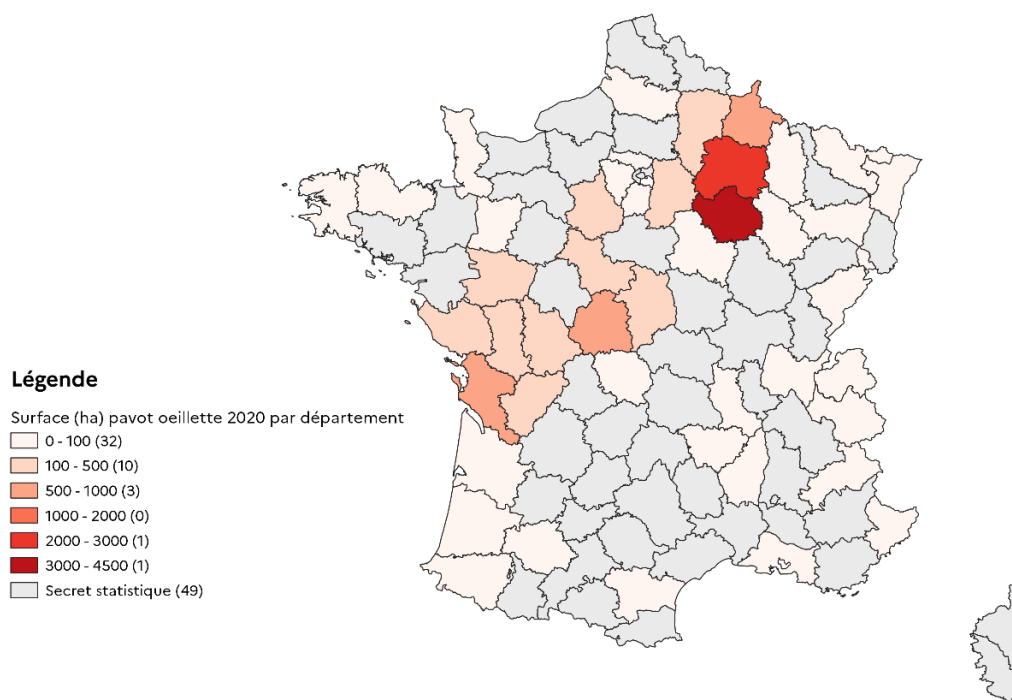 Légende
Surface (ha) pavot oeillette 2020 par département
0 - 100 (32)
100 - 500 (10)
500 - 1000 (3)
1000 - 2000 (0)
2000 - 3000 (1)
3000 - 4500 (1)
Secret statistique (49)